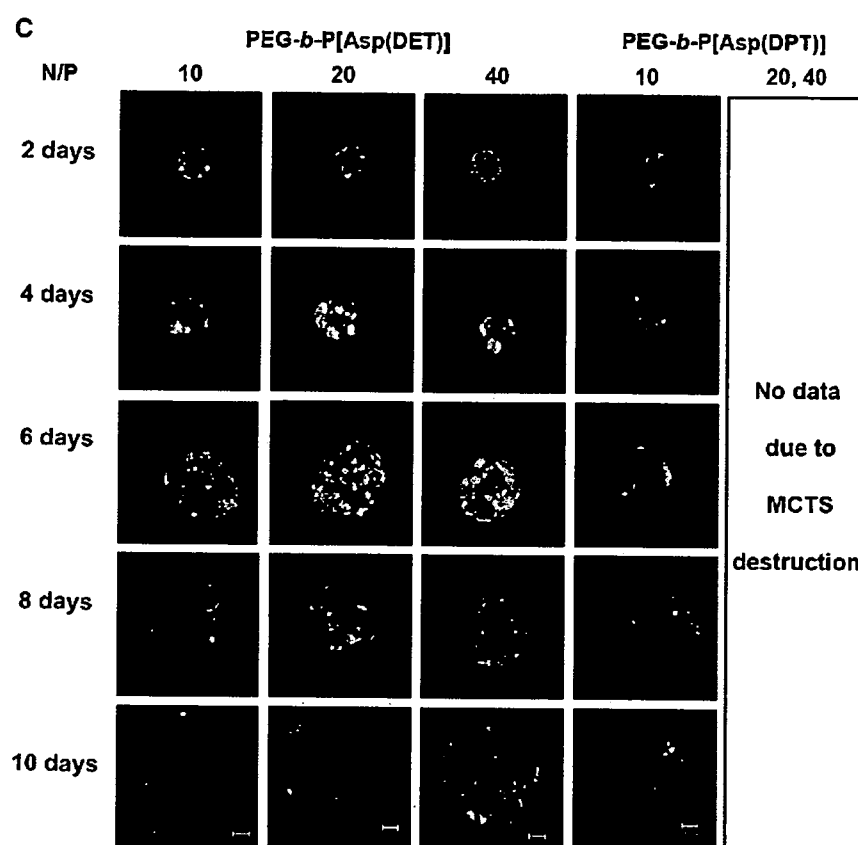 C
PEG-b-P[Asp(DET)] PEG-b-P[Asp(DPT)]
N/P 10 20 40 10 20, 40
2 days
4 days
No data
6 days
due to
MCTS
destruction
8 days
10 days